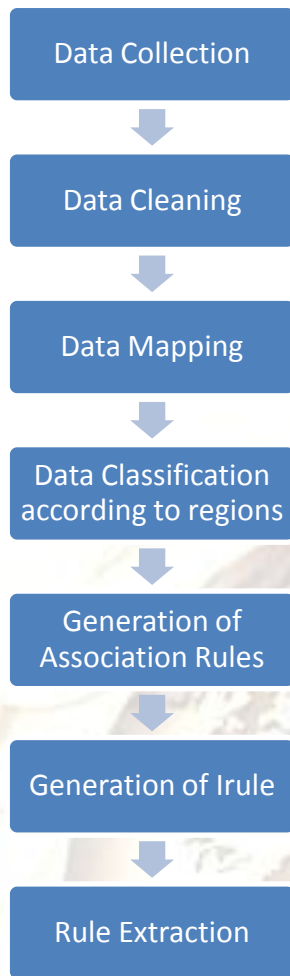 Data Collection
Data Cleaning
Data Mapping
Data Classification
according to regions
Generation of
Association Rules
Generation of Irule
Rule Extraction